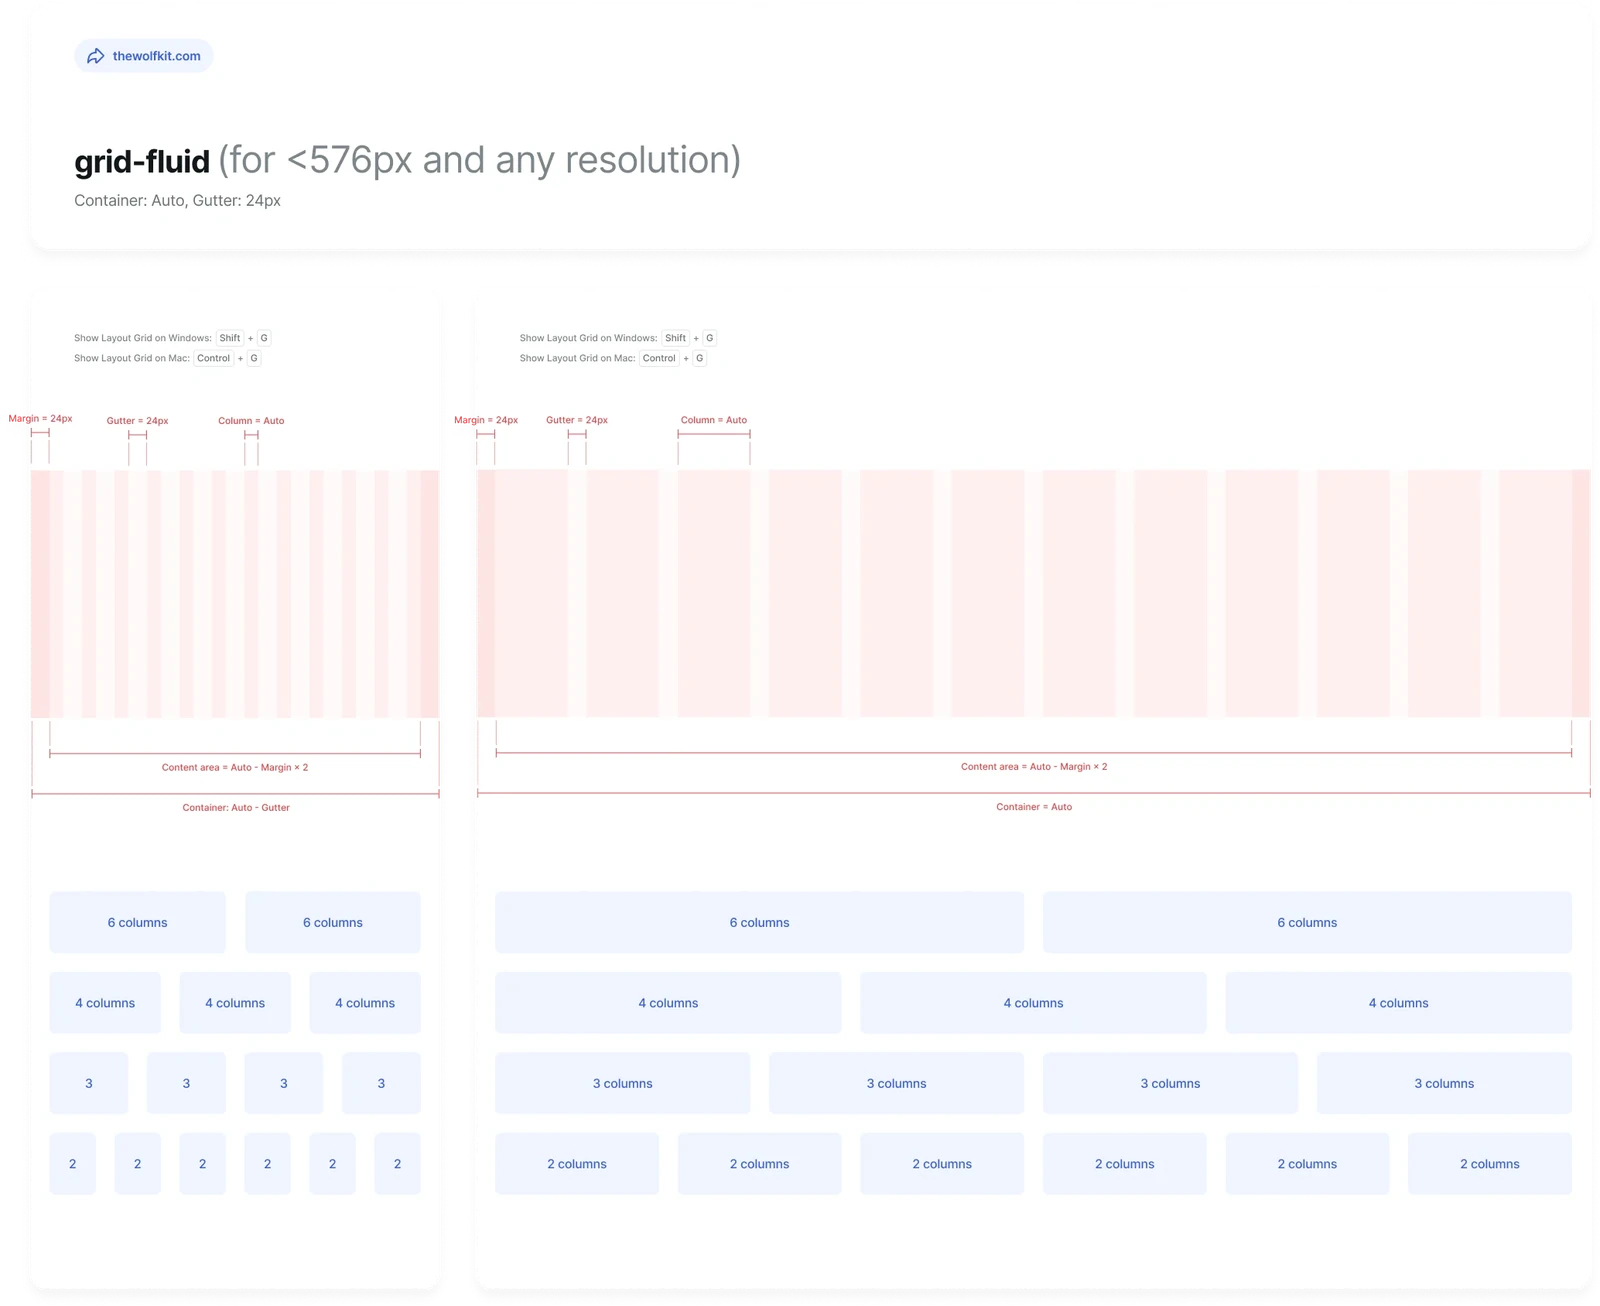 thewolfkit.com
grid-fluid (for <576px and any resolution)
Container: Auto, Gutter: 24px
Show Layout Grid on Windows: Shift + G
Show Layout Grid on Mac: Control + G
Margin = 24px
Gutter = 24px
Column = Auto
Content area = Auto - Margin × 2
Container: Auto - Gutter
6 columns
6 columns
4 columns
4 columns
4 columns
3
3
3
3
2
2
2
2
2
2
Show Layout Grid on Windows: Shift + G
Show Layout Grid on Mac: Control + G
Margin = 24px
Gutter = 24px
Column = Auto
Content area = Auto - Margin × 2
Container = Auto
6 columns
6 columns
4 columns
4 columns
4 columns
3 columns
3 columns
3 columns
3 columns
2 columns
2 columns
2 columns
2 columns
2 columns
2 columns